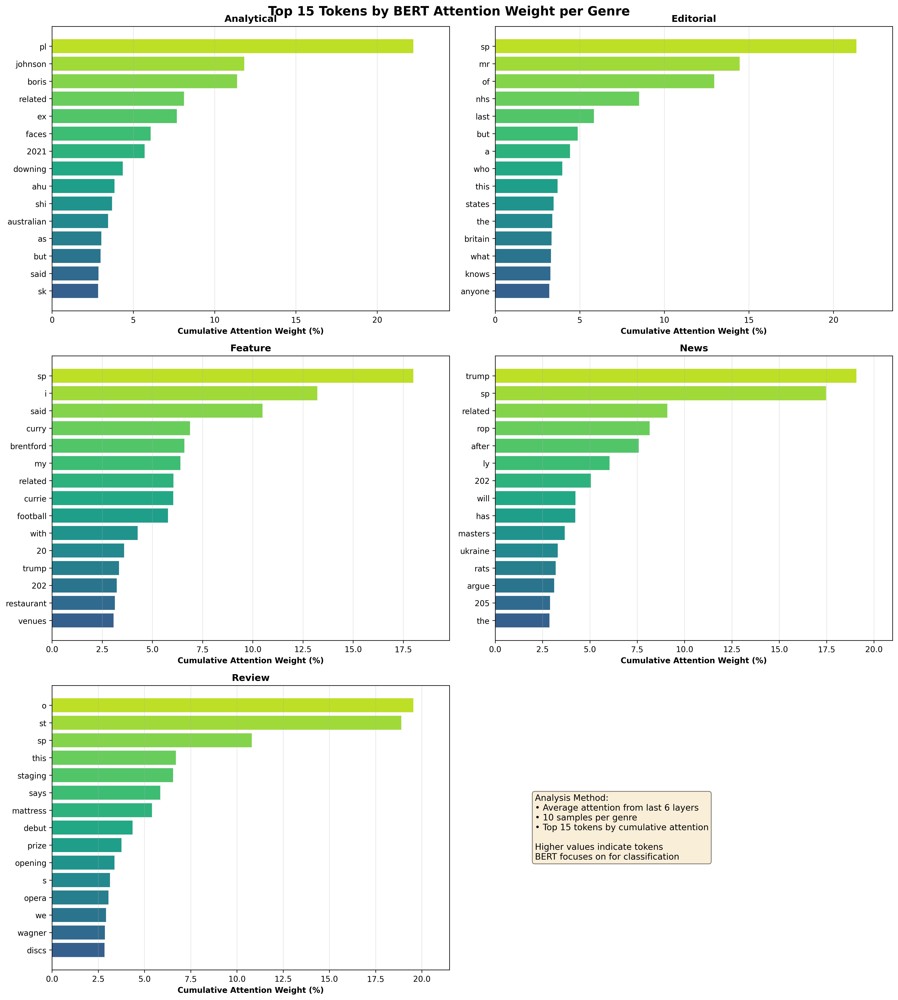 Top 15 Tokens by BERT Attention Weight per Genre
Analytical
pl
johnson
boris
related
ex
faces
2021
downing
ahu
shi
australian
as
but
said
sk
0 5 10 15 20
Cumulative Attention Weight (%)
Editorial
sp
mr
of
nhs
last
but
a
who
this
states
the
britain
what
knows
anyone
0 5 10 15 20
Cumulative Attention Weight (%)
Feature
sp
i
said
curry
brentford
my
related
currie
football
with
20
trump
202
restaurant
venues
0.0 2.5 5.0 7.5 10.0 12.5 15.0 17.5
Cumulative Attention Weight (%)
News
trump
sp
related
rop
after
ly
202
will
has
masters
ukraine
rats
argue
205
the
0.0 2.5 5.0 7.5 10.0 12.5 15.0 17.5 20.0
Cumulative Attention Weight (%)
Review
o
st
sp
this
staging
says
mattress
debut
prize
opening
s
opera
we
wagner
discs
0.0 2.5 5.0 7.5 10.0 12.5 15.0 17.5 20.0
Cumulative Attention Weight (%)
Analysis Method:
• Average attention from last 6 layers
• 10 samples per genre
• Top 15 tokens by cumulative attention
Higher values indicate tokens
BERT focuses on for classification